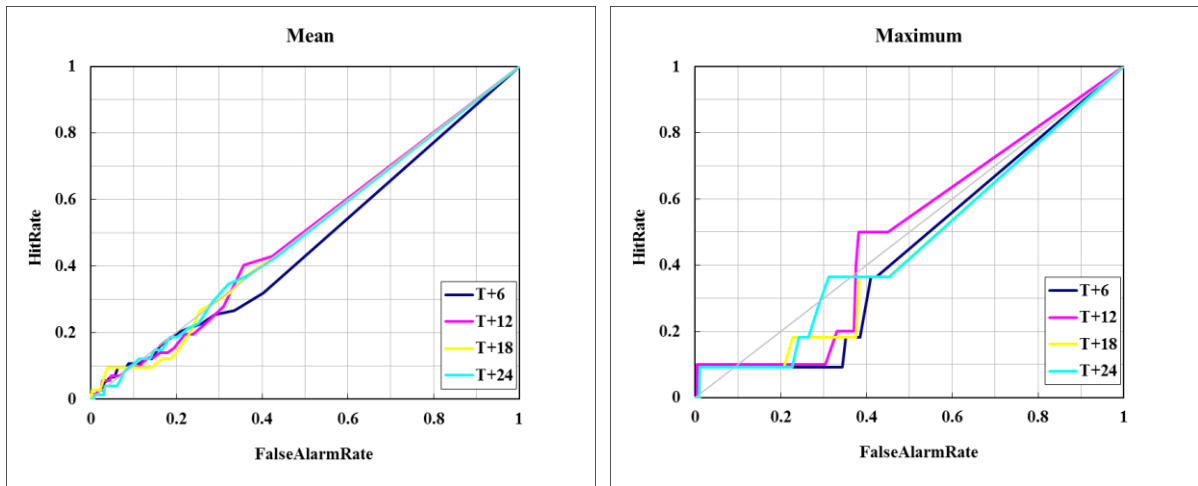 Mean
1
0.8
0.6
0.4
0.2
0
HitRate
0 0.2 0.4 0.6 0.8 1
FalseAlarmRate
T+6
T+12
T+18
T+24
Maximum
1
0.8
0.6
0.4
0.2
0
HitRate
0 0.2 0.4 0.6 0.8 1
FalseAlarmRate
T+6
T+12
T+18
T+24